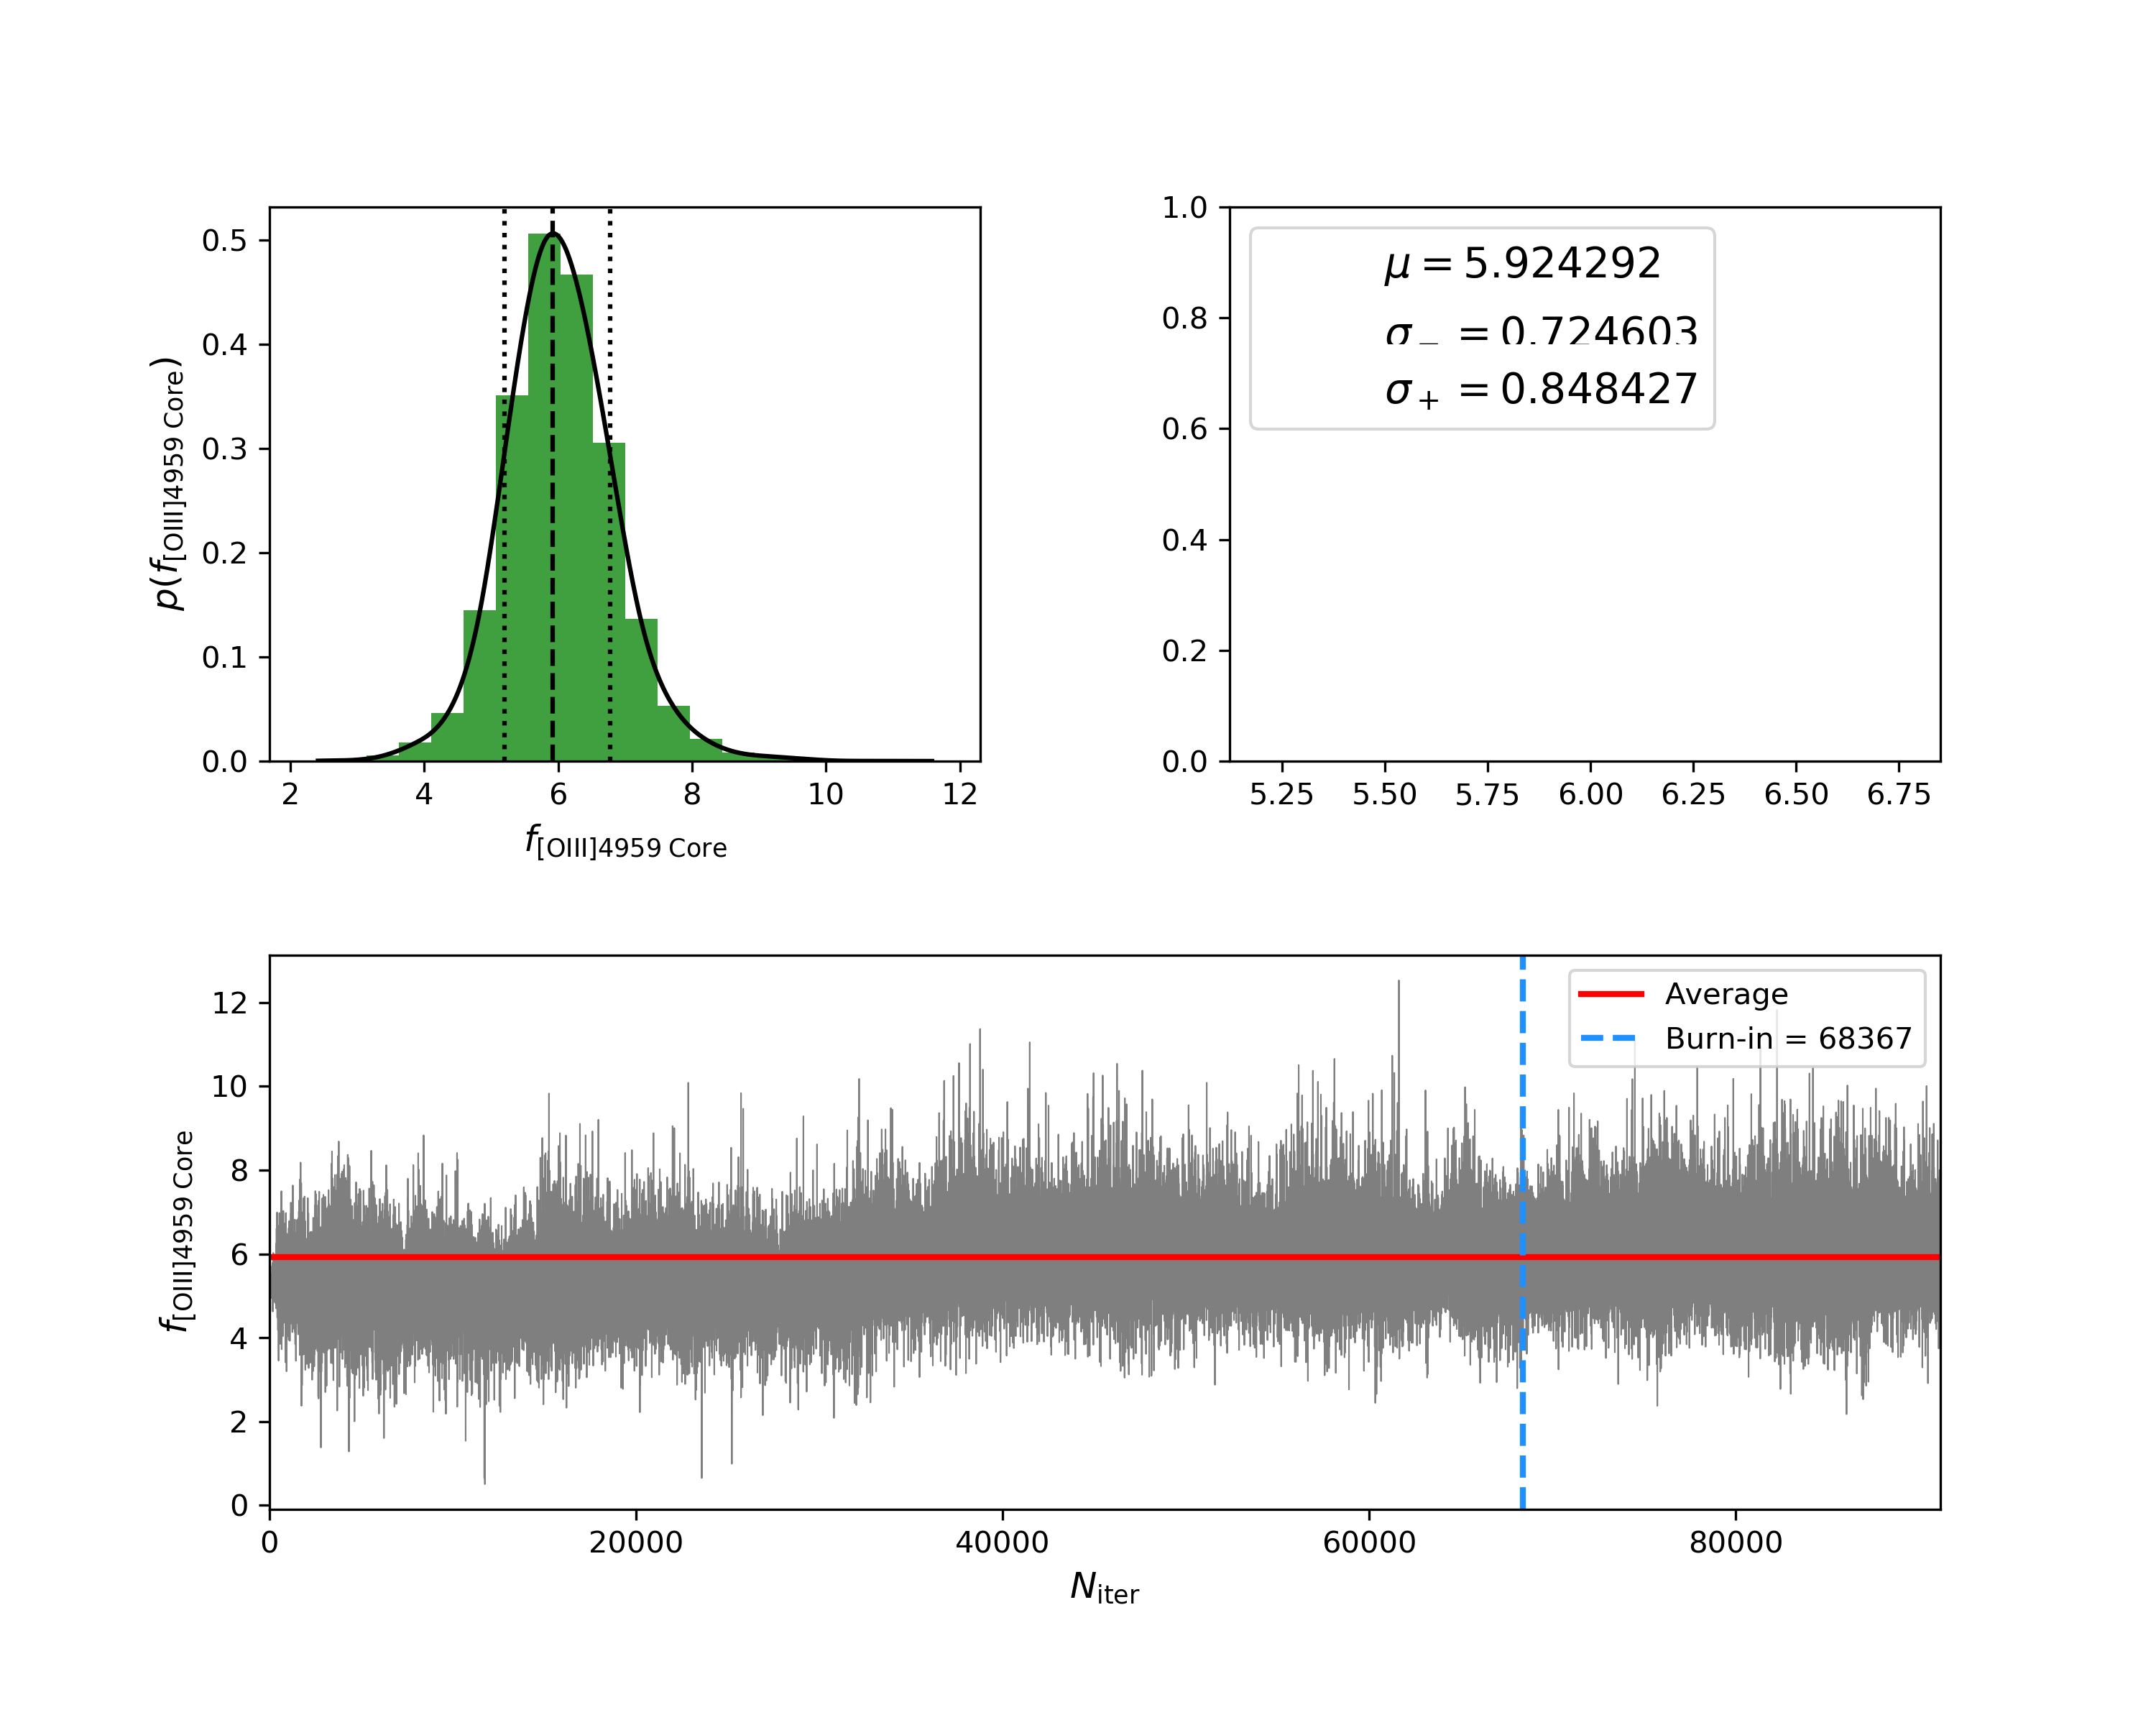 0.5
0.4
0.3
0.2
0.1
0.0
p(f[OIII]4959 Core)
2 4 6 8 10 12
f[OIII]4959 Core
1.0
0.8
0.6
0.4
0.2
0.0
μ = 5.924292
σ− = 0.724603
σ+ = 0.848427
5.25 5.50 5.75 6.00 6.25 6.50 6.75
12
10
8
6
4
2
0
f[OIII]4959 Core
Average
Burn-in = 68367
0 20000 40000 60000 80000
Niter